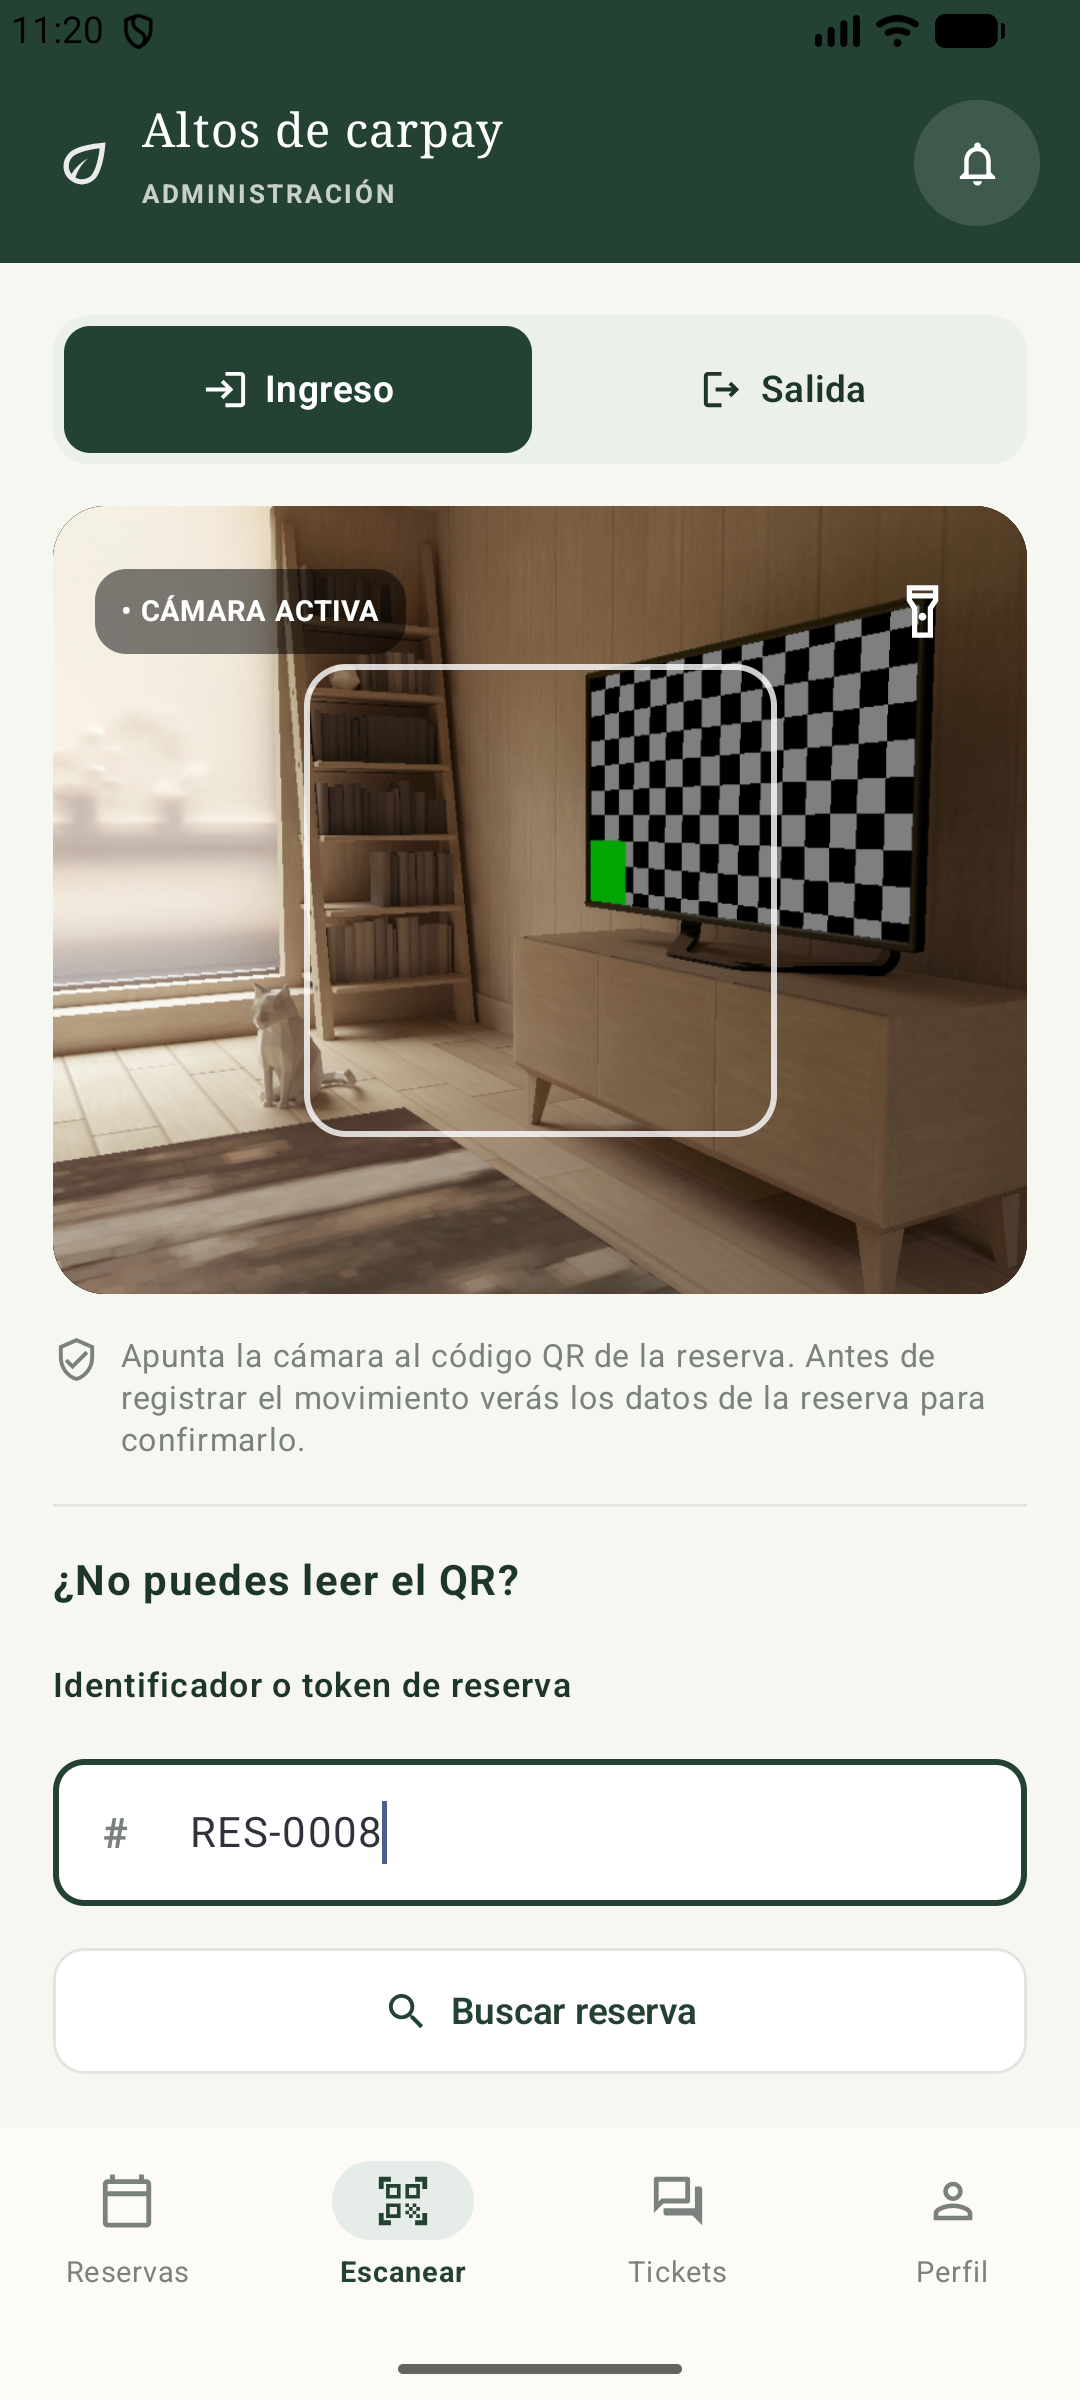 11:20
Altos de carpay
ADMINISTRACIÓN
Ingreso
Salida
• CÁMARA ACTIVA
Apunta la cámara al código QR de la reserva. Antes de
registrar el movimiento verás los datos de la reserva para
confirmarlo.
¿No puedes leer el QR?
Identificador o token de reserva
# RES-0008
Buscar reserva
Reservas
Escanear
Tickets
Perfil